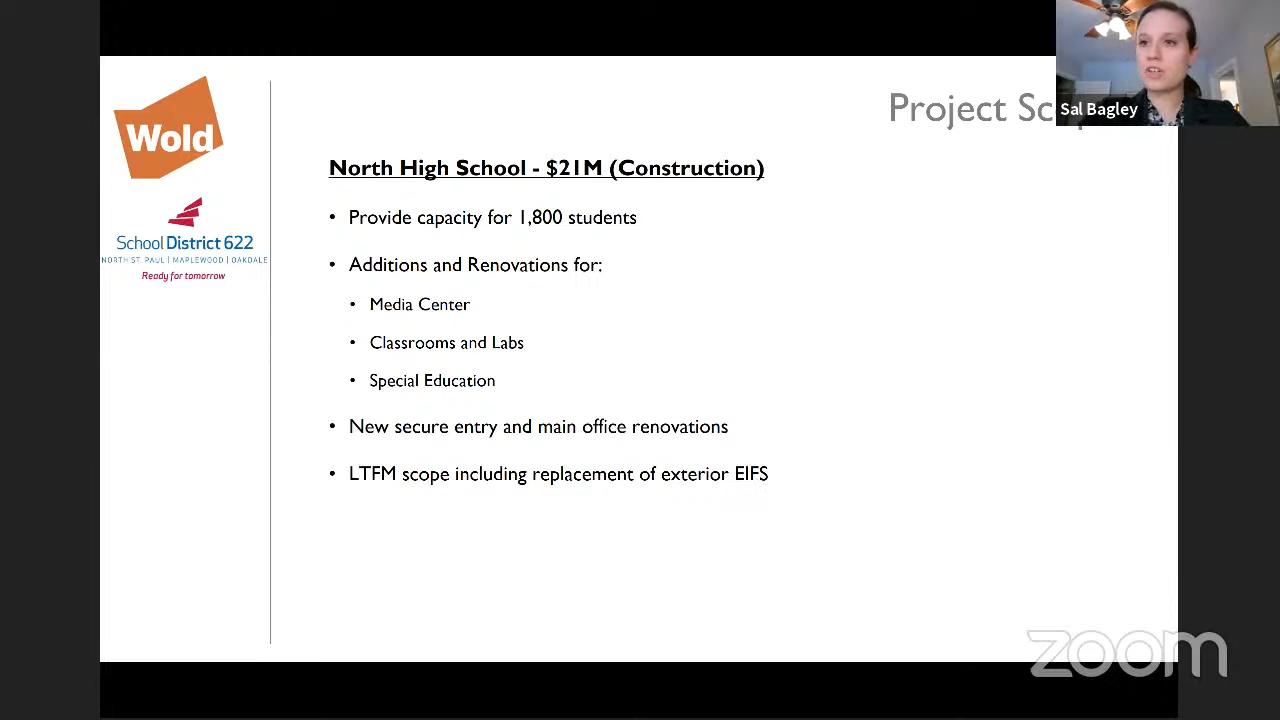 Wold
School District 622
NORTH ST. PAUL | MAPLEWOOD | OAKDALE
Ready for tomorrow
Project
Sal Bagley
North High School - $21M (Construction)
• Provide capacity for 1,800 students
• Additions and Renovations for:
• Media Center
• Classrooms and Labs
• Special Education
• New secure entry and main office renovations
• LTFM scope including replacement of exterior EIFS
zoom